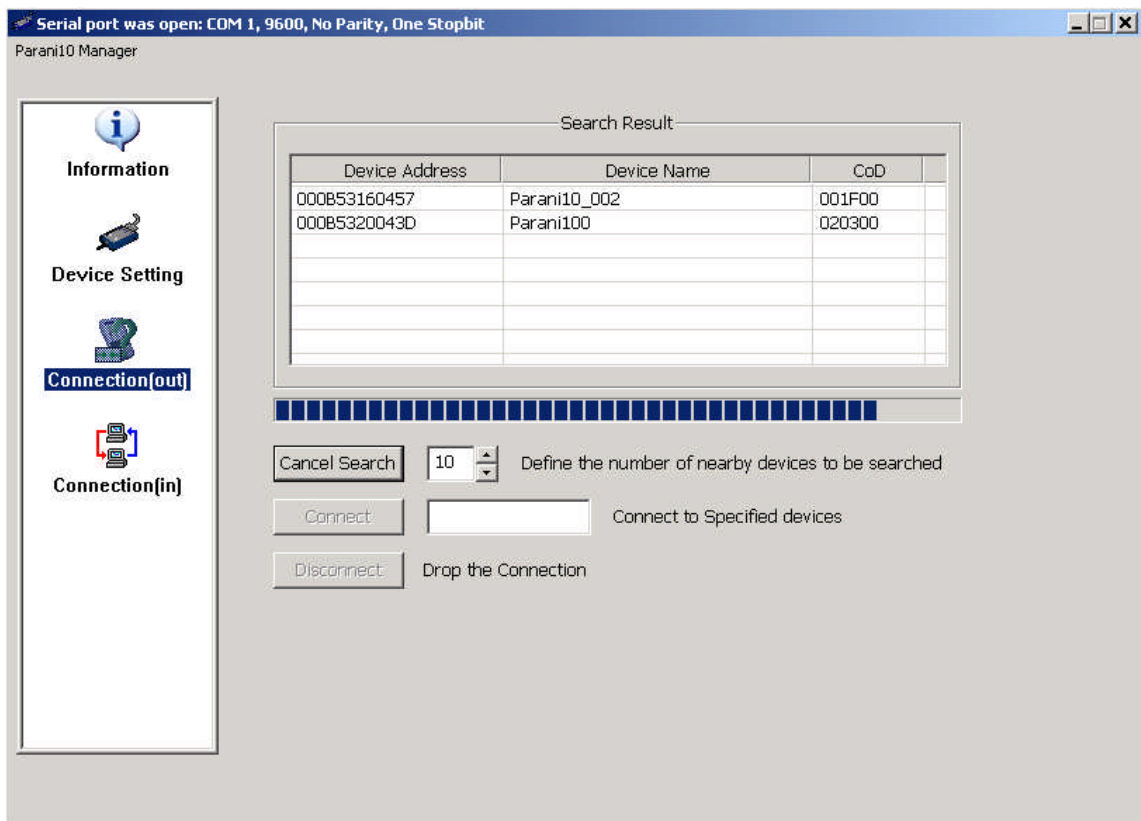 Serial port was open: COM 1, 9600, No Parity, One Stopbit
Parani10 Manager
Information
Device Setting
Connection(out)
Connection(in)
Search Result
Device Address Device Name CoD
000B53160457 Parani10_002 001F00
000B5320043D Parani100 020300
Cancel Search 10 Define the number of nearby devices to be searched
Connect Connect to Specified devices
Disconnect Drop the Connection